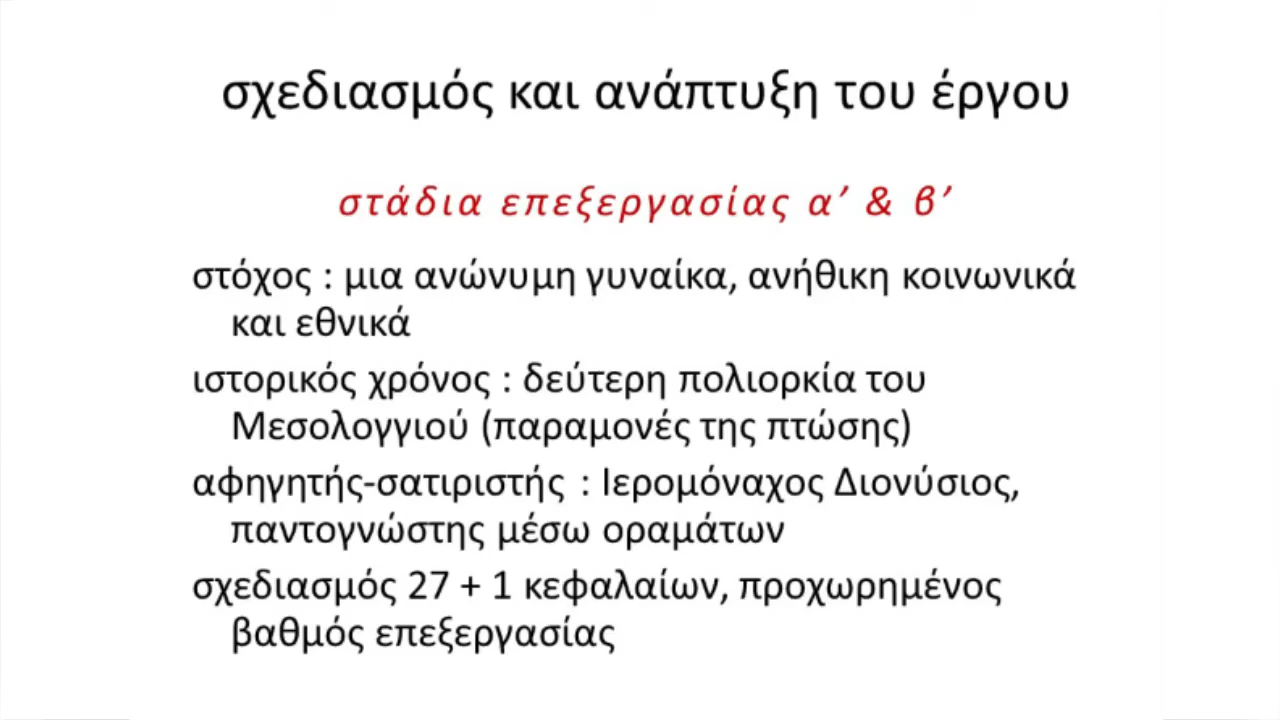 σχεδιασμός και ανάπτυξη του έργου
στάδια επεξεργασίας α’ & β’
στόχος : μια ανώνυμη γυναίκα, ανήθικη κοινωνικά
και εθνικά
ιστορικός χρόνος : δεύτερη πολιορκία του
Μεσολογγιού (παραμονές της πτώσης)
αφηγητής-σατιριστής : Ιερομόναχος Διονύσιος,
παντογνώστης μέσω οραμάτων
σχεδιασμός 27 + 1 κεφαλαίων, προχωρημένος
βαθμός επεξεργασίας